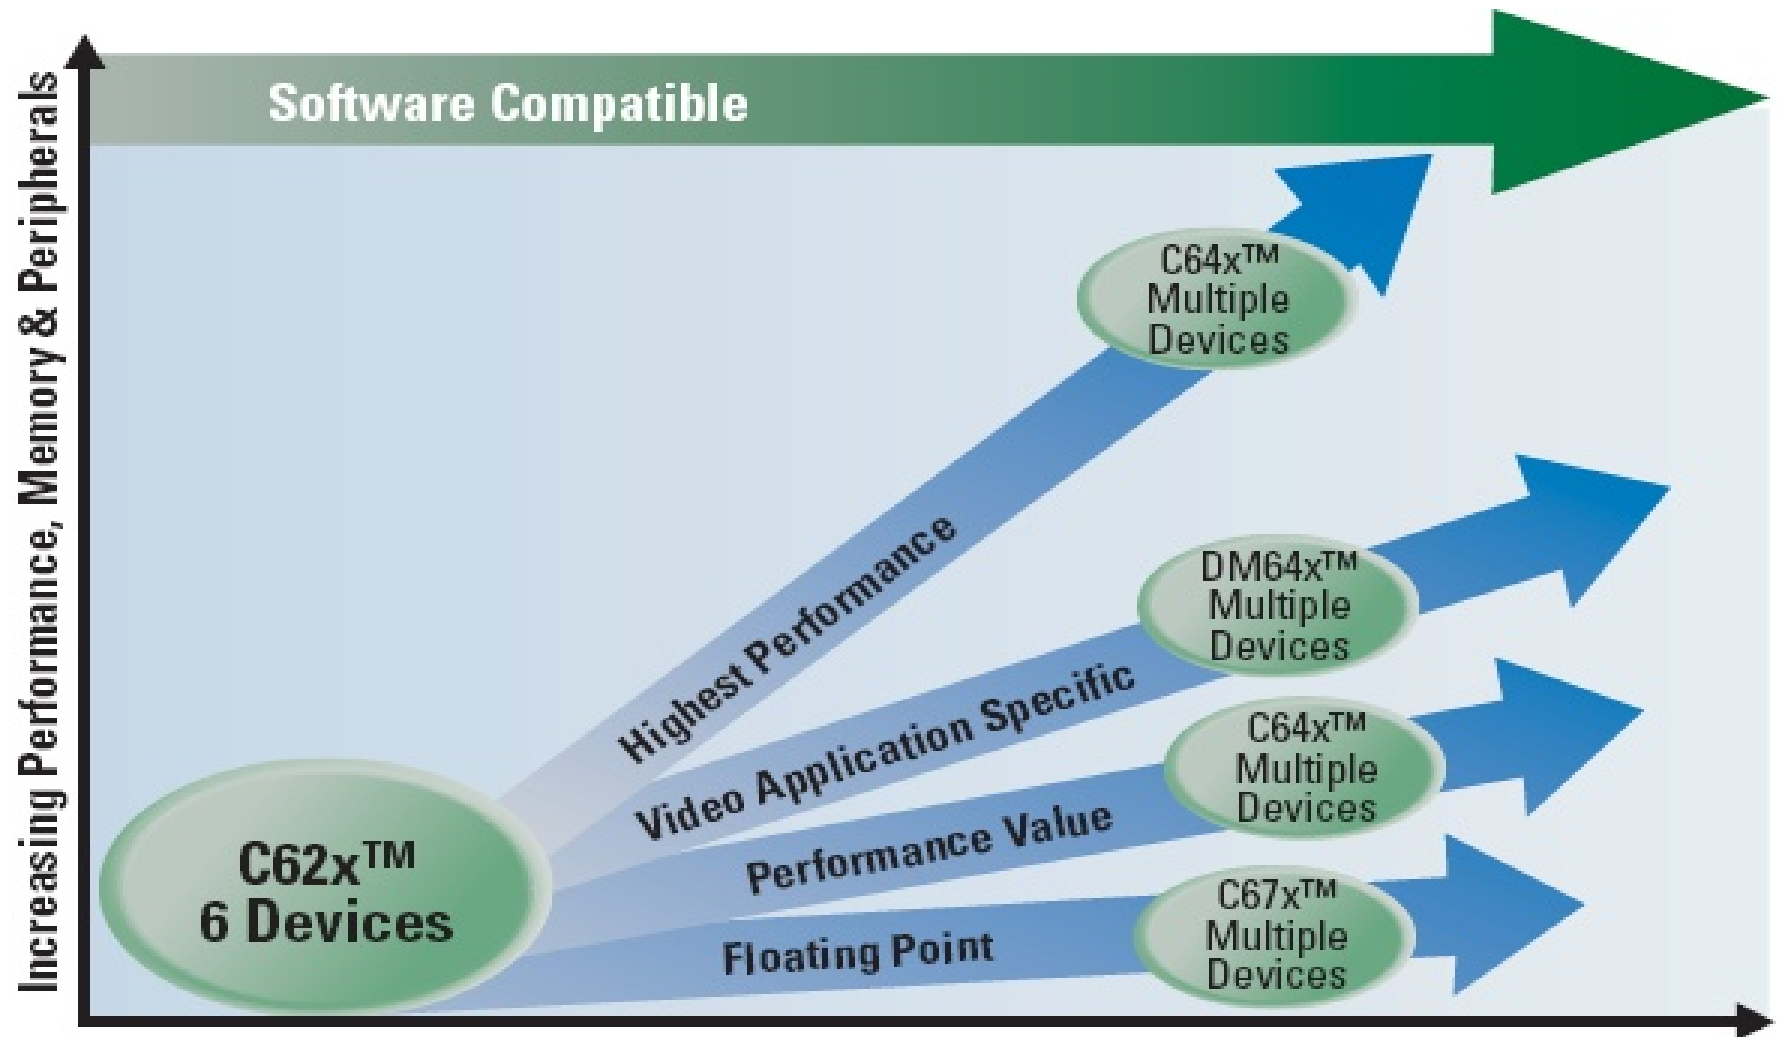 Software Compatible
Increasing Performance, Memory & Peripherals
C64x™
Multiple
Devices
Highest Performance
DM64x™
Multiple
Devices
Video Application Specific
C64x™
Multiple
Devices
Performance Value
C62x™
6 Devices
C67x™
Multiple
Devices
Floating Point